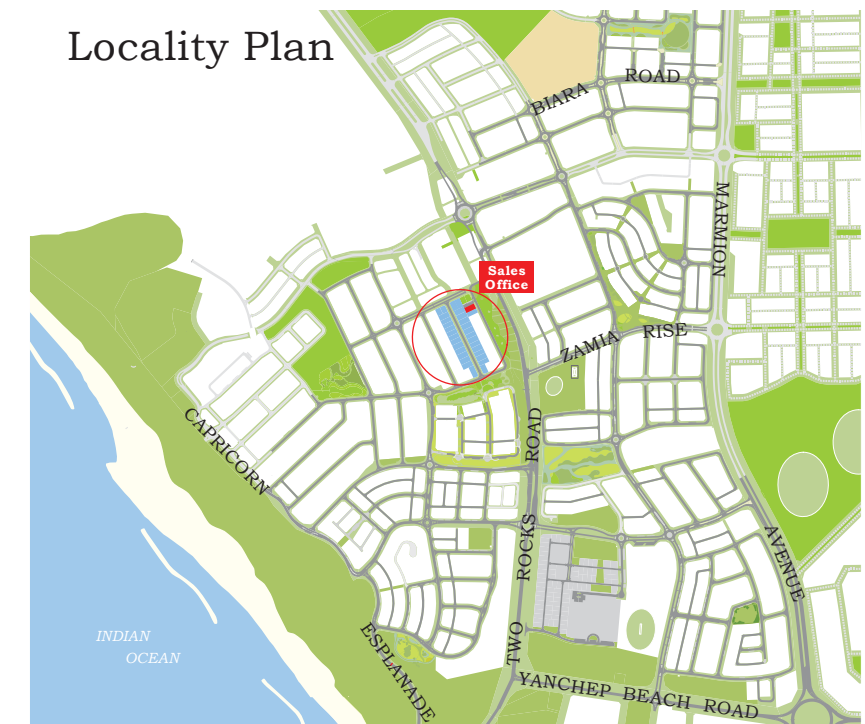 Locality Plan
BIARA ROAD
MARMION
Sales
Office
ZAMIA RISE
CAPRICORN
ROAD
ROCKS
AVENUE
TWO
ESPLANADE
INDIAN
OCEAN
YANCHEP BEACH ROAD